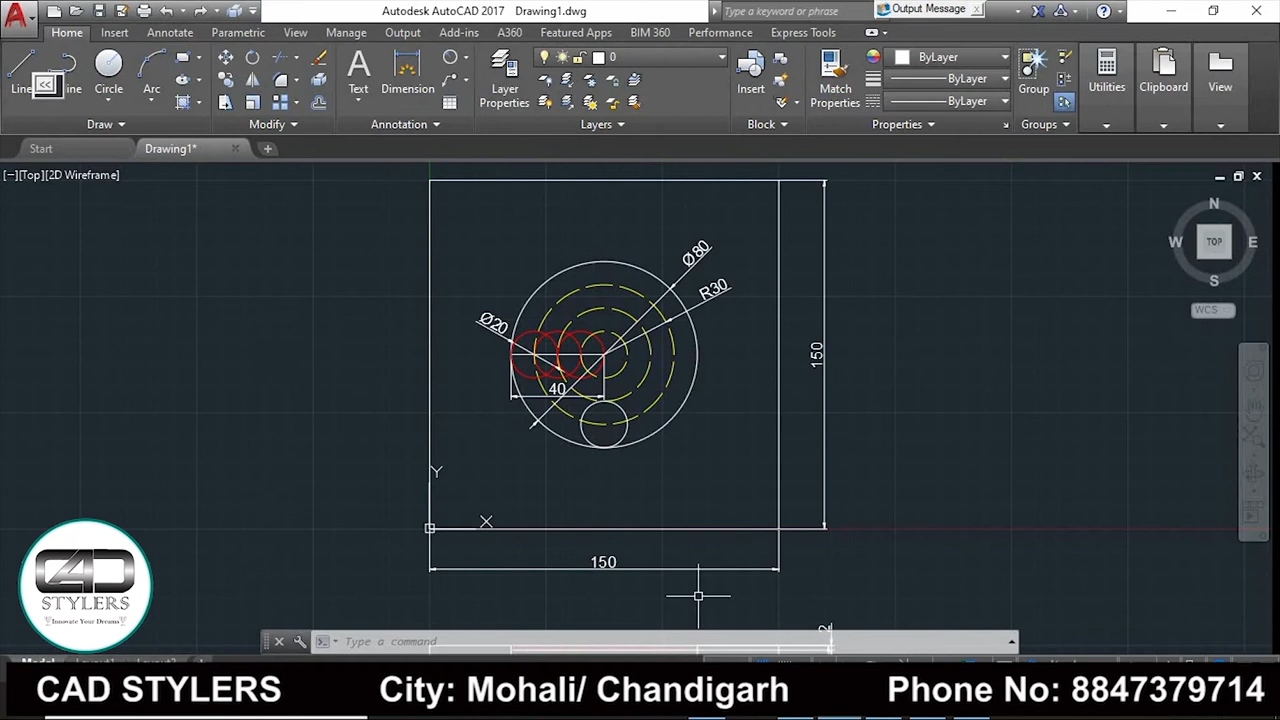 Autodesk AutoCAD 2017 Drawing1.dwg
Type a keyword or phrase
Output Message
Home Insert Annotate Parametric View Manage Output Add-ins A360 Featured Apps BIM 360 Performance Express Tools
0
ByLayer
ByLayer
ByLayer
Line
Circle
Arc
Text
Dimension
Layer
Properties
Insert
Match
Properties
Group
Utilities
Clipboard
View
Draw
Modify
Annotation
Layers
Block
Properties
Groups
Start
Drawing1*
[−][Top][2D Wireframe]
N
W
TOP
E
S
WCS
Ø80
R30
Ø20
40
150
Y
X
150
2
Type a command
CAD
STYLERS
Innovate Your Dreams
CAD STYLERS
City: Mohali/ Chandigarh
Phone No: 8847379714